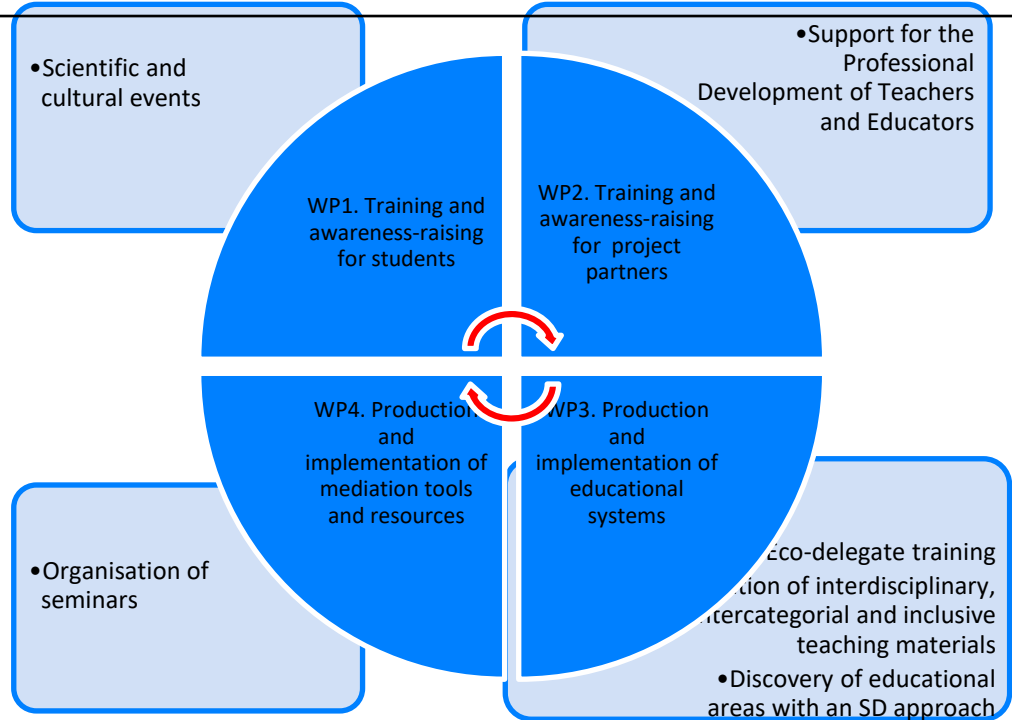 •Scientific and
cultural events
•Support for the
Professional
Development of Teachers
and Educators
WP1. Training and
awareness-raising
for students
WP2. Training and
awareness-raising
for project
partners
WP4. Production
and
implementation of
mediation tools
and resources
WP3. Production
and
implementation of
educational
systems
•Organisation of
seminars
Eco-delegate training
of interdisciplinary,
and inclusive
teaching materials
•Discovery of educational
areas with an SD approach